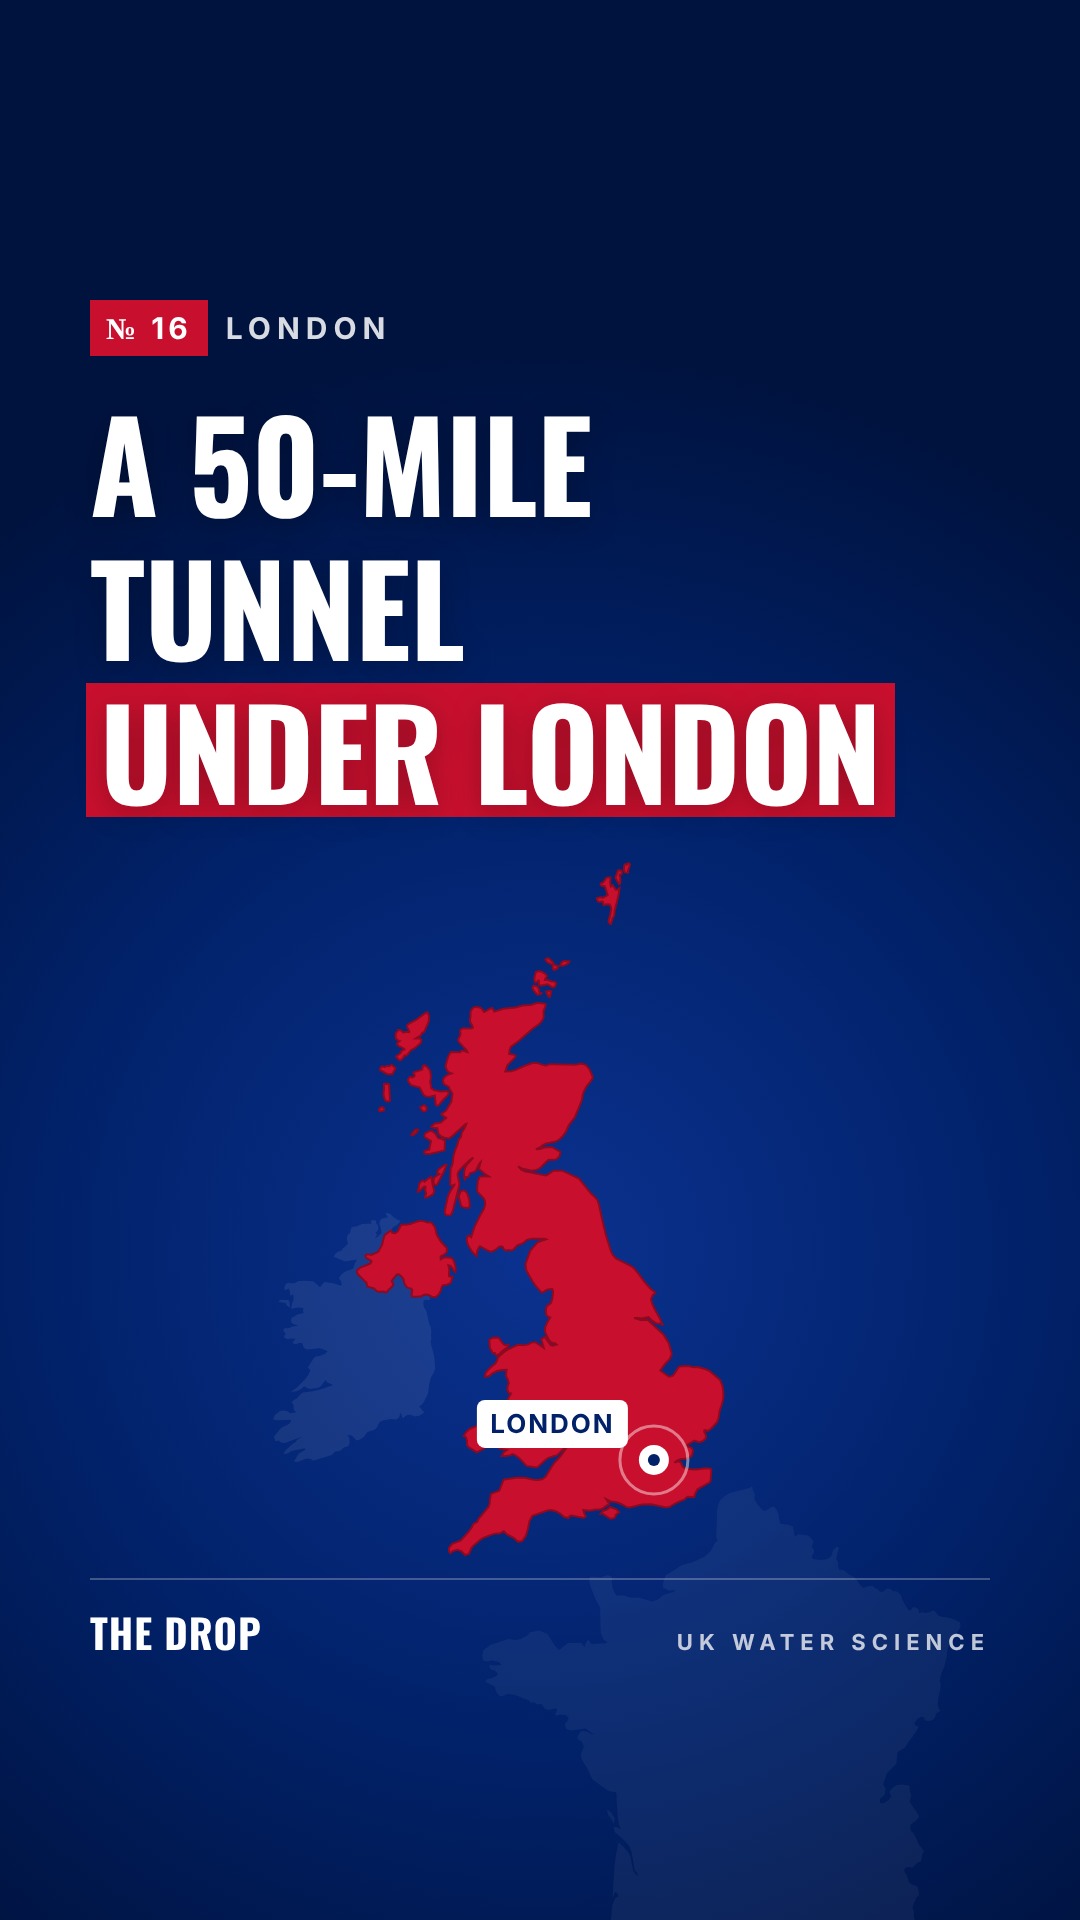 № 16 LONDON
A 50-MILE
TUNNEL
UNDER LONDON
LONDON
THE DROP
UK WATER SCIENCE